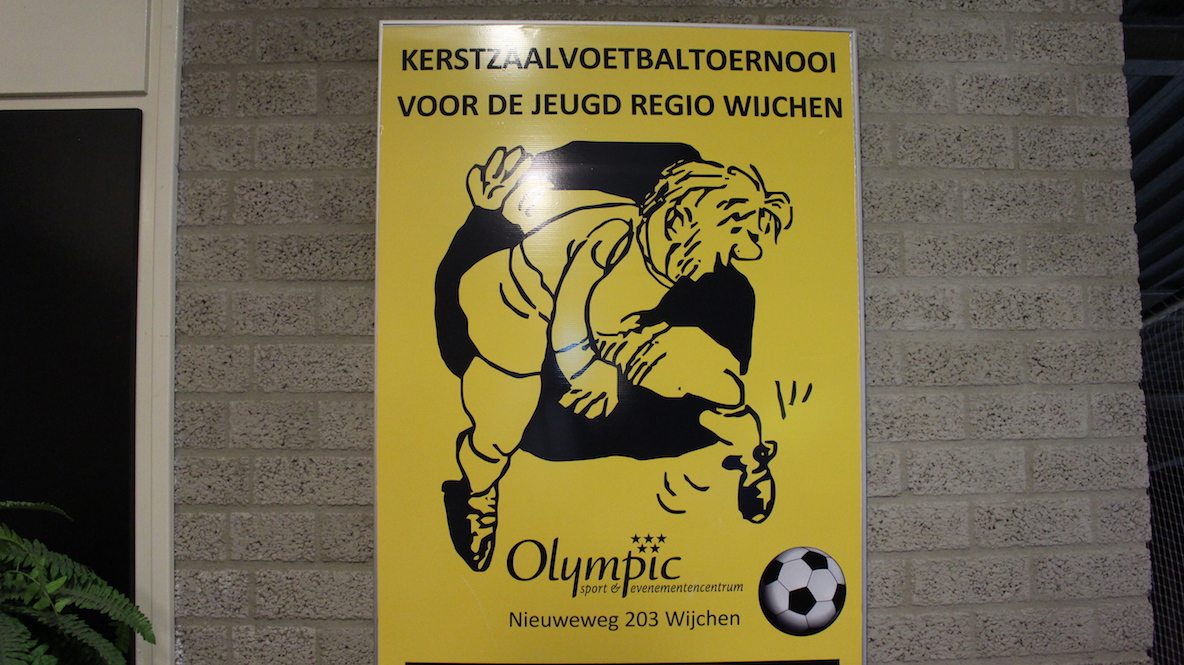 KERSTZAALVOETBALTOERNOOI
VOOR DE JEUGD REGIO WIJCHEN
Olympic
sport & evenementencentrum
Nieuweweg 203 Wijchen